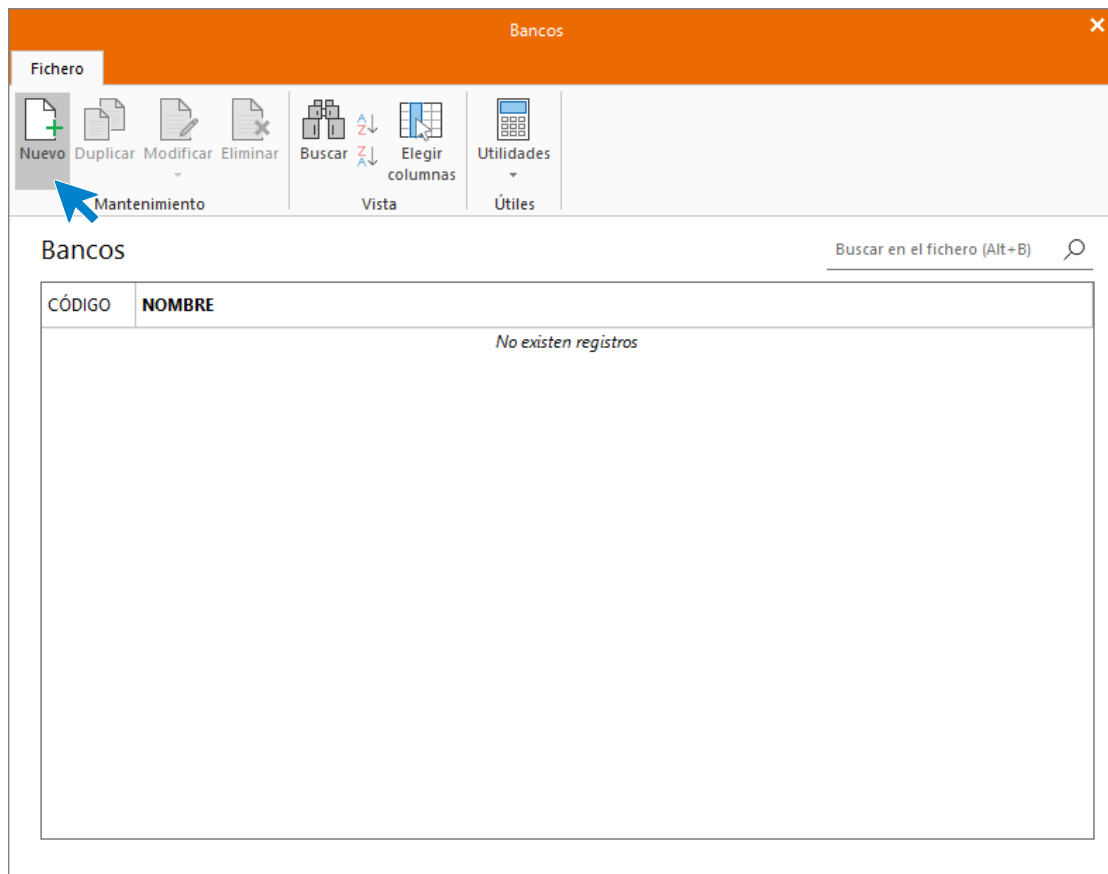 Bancos
Fichero
Nuevo Duplicar Modificar Eliminar Buscar Elegir columnas Utilidades
Mantenimiento Vista Útiles
Bancos
Buscar en el fichero (Alt+B)
CÓDIGO NOMBRE
No existen registros